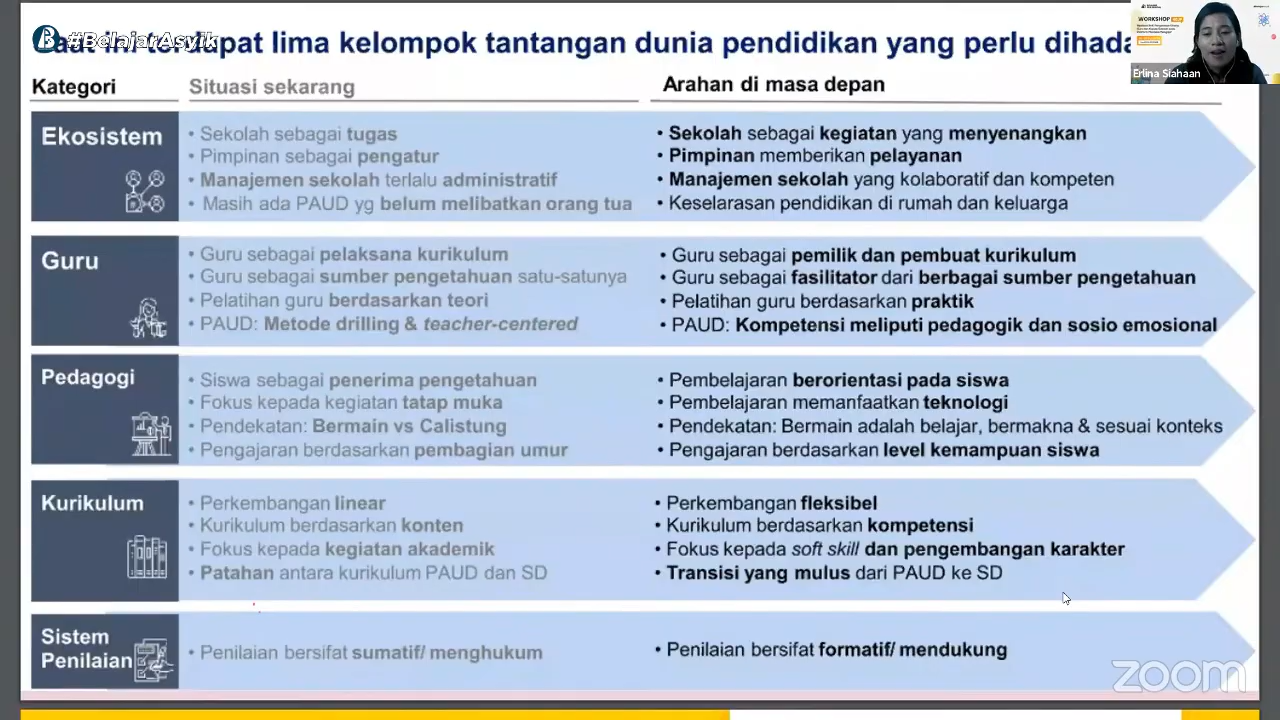 #BelajarAsyik
lima kelompok tantangan dunia pendidikan yang perlu dihada
WORKSHOP
Erlina Siahaan
Kategori
Situasi sekarang
Arahan di masa depan
Ekosistem
• Sekolah sebagai tugas
• Pimpinan sebagai pengatur
• Manajemen sekolah terlalu administratif
• Masih ada PAUD yg belum melibatkan orang tua
• Sekolah sebagai kegiatan yang menyenangkan
• Pimpinan memberikan pelayanan
• Manajemen sekolah yang kolaboratif dan kompeten
• Keselarasan pendidikan di rumah dan keluarga
Guru
• Guru sebagai pelaksana kurikulum
• Guru sebagai sumber pengetahuan satu-satunya
• Pelatihan guru berdasarkan teori
• PAUD: Metode drilling & teacher-centered
• Guru sebagai pemilik dan pembuat kurikulum
• Guru sebagai fasilitator dari berbagai sumber pengetahuan
• Pelatihan guru berdasarkan praktik
• PAUD: Kompetensi meliputi pedagogik dan sosio emosional
Pedagogi
• Siswa sebagai penerima pengetahuan
• Fokus kepada kegiatan tatap muka
• Pendekatan: Bermain vs Calistung
• Pengajaran berdasarkan pembagian umur
• Pembelajaran berorientasi pada siswa
• Pembelajaran memanfaatkan teknologi
• Pendekatan: Bermain adalah belajar, bermakna & sesuai konteks
• Pengajaran berdasarkan level kemampuan siswa
Kurikulum
• Perkembangan linear
• Kurikulum berdasarkan konten
• Fokus kepada kegiatan akademik
• Patahan antara kurikulum PAUD dan SD
• Perkembangan fleksibel
• Kurikulum berdasarkan kompetensi
• Fokus kepada soft skill dan pengembangan karakter
• Transisi yang mulus dari PAUD ke SD
Sistem
Penilaian
• Penilaian bersifat sumatif/ menghukum
• Penilaian bersifat formatif/ mendukung
zoom